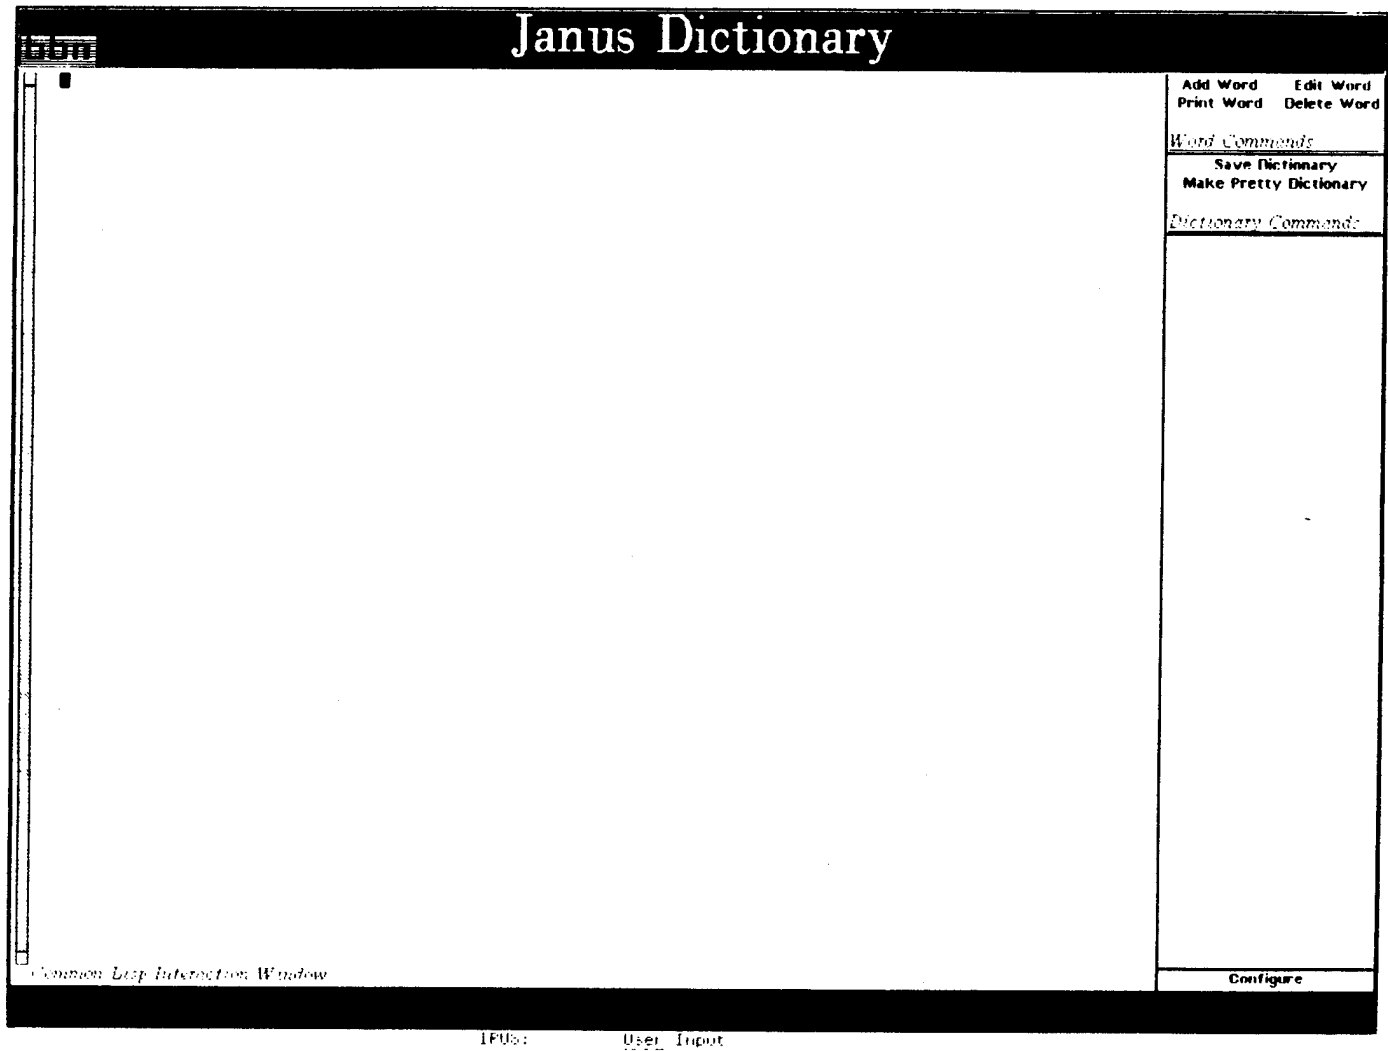 Janus Dictionary
bbn
Add Word Edit Word
Print Word Delete Word
Word Commands
Save Dictionary
Make Pretty Dictionary
Dictionary Commands
Common Lisp Interaction Window
Configure
User Input